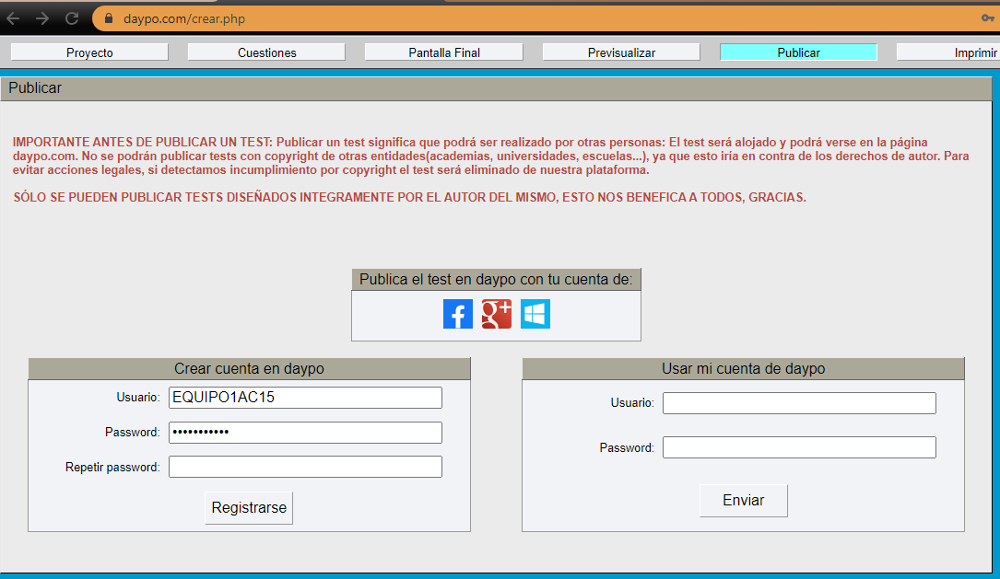 daypo.com/crear.php
Proyecto Cuestiones Pantalla Final Previsualizar Publicar Imprimir
Publicar
IMPORTANTE ANTES DE PUBLICAR UN TEST: Publicar un test significa que podrá ser realizado por otras personas: El test será alojado y podrá verse en la página
daypo.com. No se podrán publicar tests con copyright de otras entidades(academias, universidades, escuelas...), ya que esto iría en contra de los derechos de autor. Para
evitar acciones legales, si detectamos incumplimiento por copyright el test será eliminado de nuestra plataforma.
SÓLO SE PUEDEN PUBLICAR TESTS DISEÑADOS INTEGRAMENTE POR EL AUTOR DEL MISMO, ESTO NOS BENEFICA A TODOS, GRACIAS.
Publica el test en daypo con tu cuenta de:
f g+
Crear cuenta en daypo
Usuario: EQUIPO1AC15
Password: •••••••••••
Repetir password:
Registrarse
Usar mi cuenta de daypo
Usuario:
Password:
Enviar